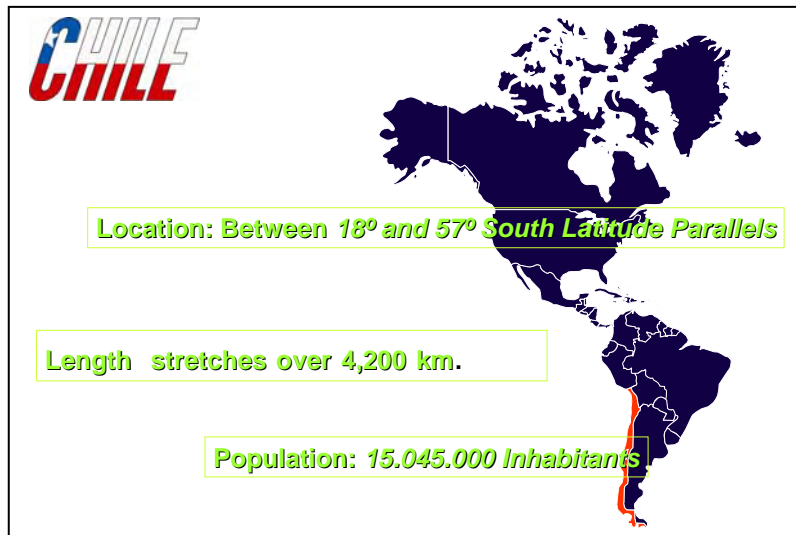 CHILE
Location: Between 18º and 57º South Latitude Parallels
Length stretches over 4,200 km.
Population: 15.045.000 Inhabitants